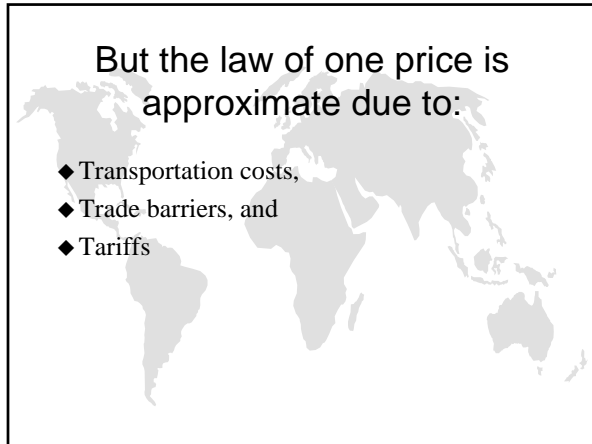 But the law of one price is
approximate due to:
◆ Transportation costs,
◆ Trade barriers, and
◆ Tariffs